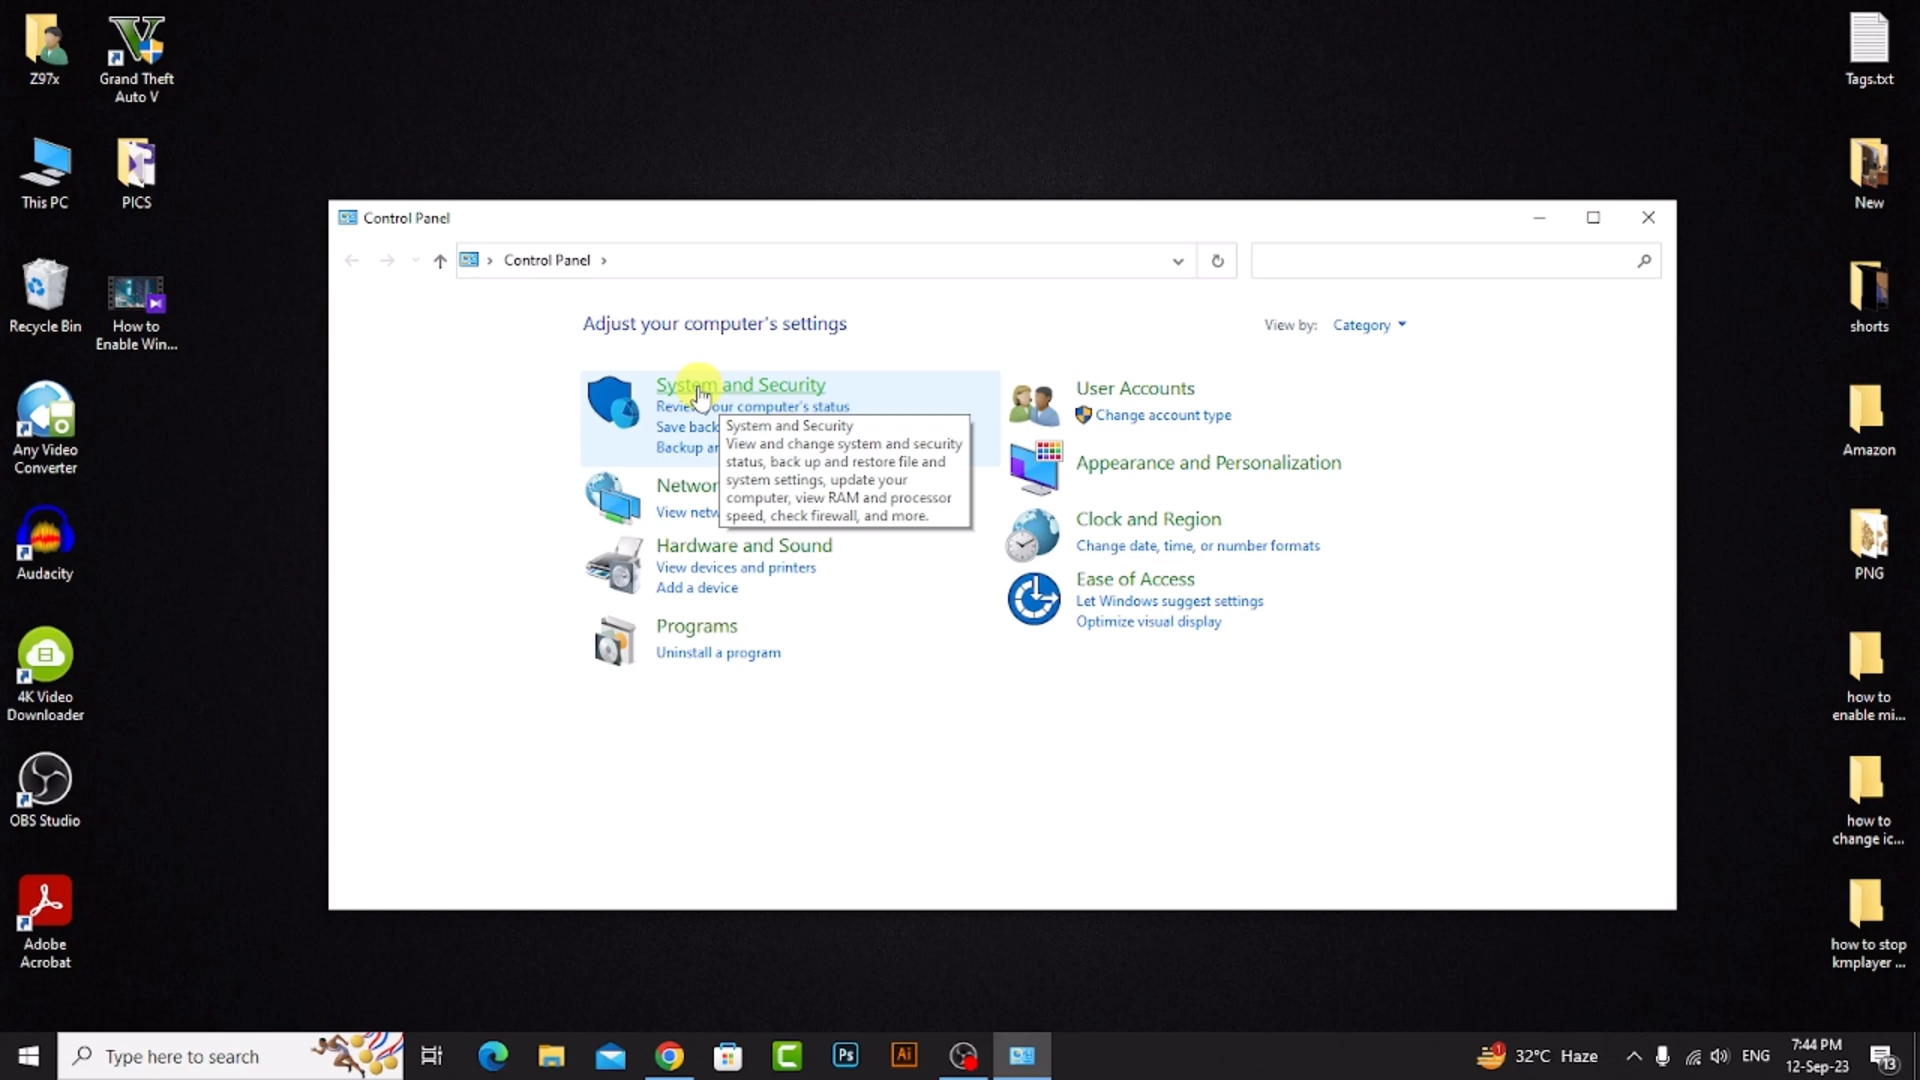 Z97x
Grand Theft
Auto V
This PC
PICS
Recycle Bin
How to
Enable Win...
Any Video
Converter
Audacity
4K Video
Downloader
OBS Studio
Adobe
Acrobat
Control Panel
Control Panel
Adjust your computer's settings
View by: Category
System and Security
Review your computer's status
Save back
Backup
System and Security
View and change system and security
status, back up and restore file and
system settings, update your
computer, view RAM and processor
speed, check firewall, and more.
Networ
View netw
Hardware and Sound
View devices and printers
Add a device
Programs
Uninstall a program
User Accounts
Change account type
Appearance and Personalization
Clock and Region
Change date, time, or number formats
Ease of Access
Let Windows suggest settings
Optimize visual display
Tags.txt
New
shorts
Amazon
PNG
how to
enable mi...
how to
change ic...
how to stop
kmplayer ...
Type here to search
Ps
Ai
1
32°C Haze
ENG
7:44 PM
12-Sep-23
13